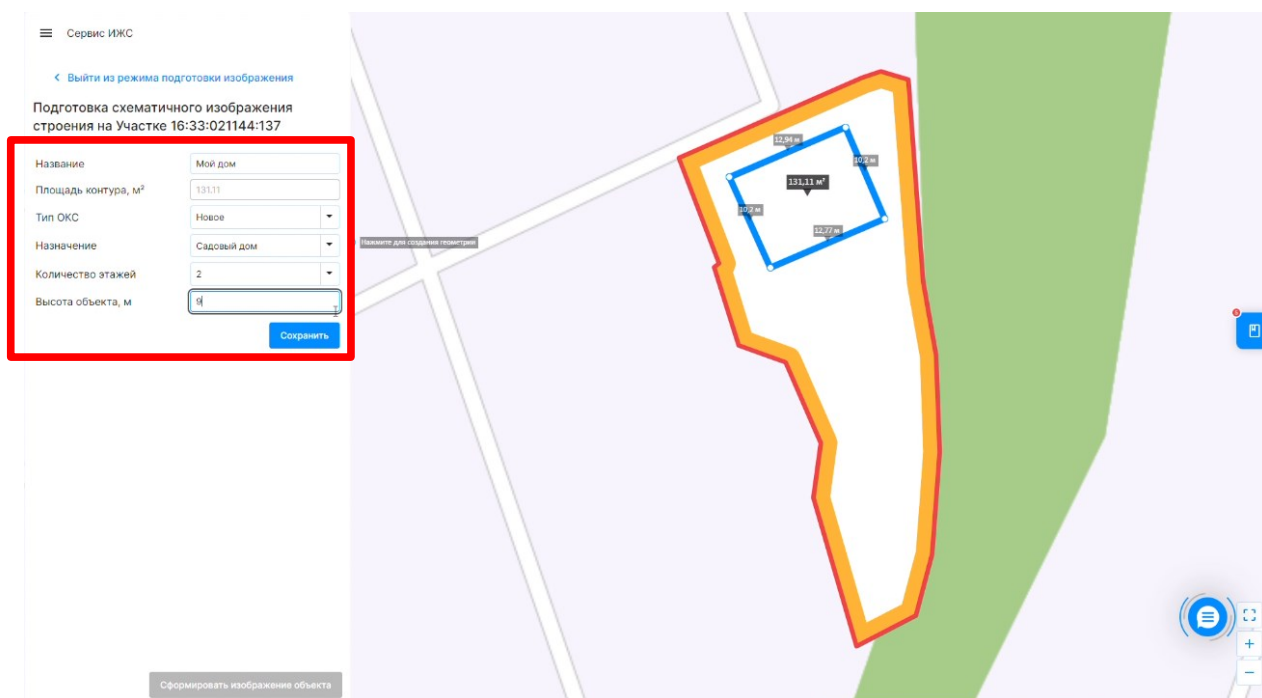 Сервис ИЖС
Выйти из режима подготовки изображения
Подготовка схематичного изображения
строения на Участке 16:33:021144:137
Название Мой дом
Площадь контура, м² 131,11
Тип ОКС Новое
Назначение Садовый дом
Количество этажей 2
Высота объекта, м 9
Сохранить
Сформировать изображение объекта
Нажмите для создания геометрии
12,94 м
10,2 м
131,11 м²
10,2 м
12,77 м